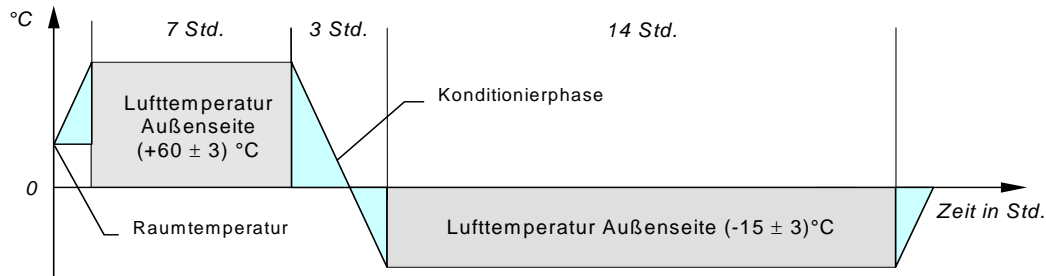 °C
7 Std.
3 Std.
14 Std.
Lufttemperatur
Außenseite
(+60 ± 3) °C
Konditionierphase
0
Raumtemperatur
Lufttemperatur Außenseite (-15 ± 3)°C
Zeit in Std.